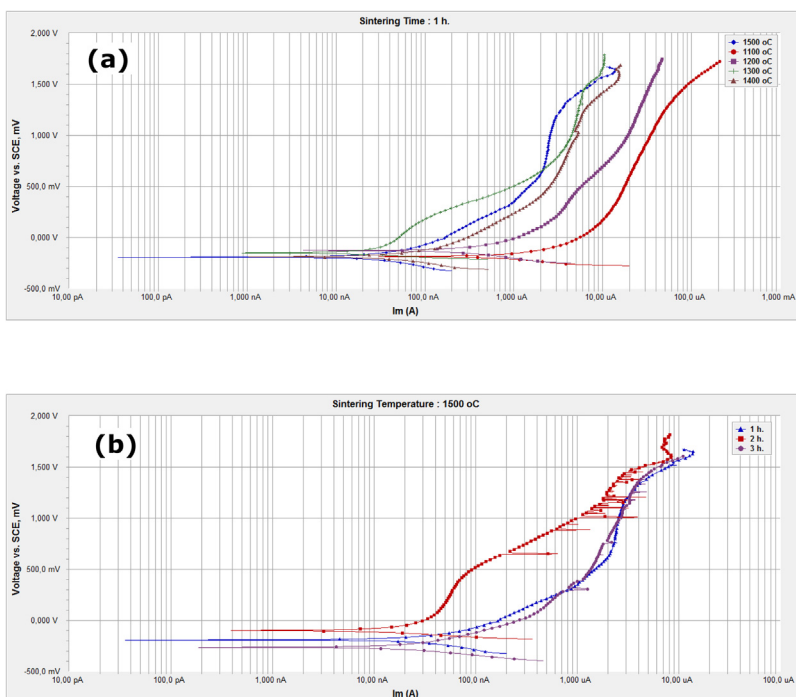 Sintering Time : 1 h.
(a)
1500 oC
1100 oC
1200 oC
1300 oC
1400 oC
Voltage vs. SCE, mV
2,000 V
1,500 V
1,000 V
500,0 mV
0,000 V
-500,0 mV
10,00 pA 100,0 pA 1,000 nA 10,00 nA 100,0 nA 1,000 uA 10,00 uA 100,0 uA 1,000 mA
Im (A)
Sintering Temperature : 1500 oC
(b)
1 h.
2 h.
3 h.
Voltage vs. SCE, mV
2,000 V
1,500 V
1,000 V
500,0 mV
0,000 V
-500,0 mV
10,00 pA 100,0 pA 1,000 nA 10,00 nA 100,0 nA 1,000 uA 10,00 uA 100,0 uA
Im (A)